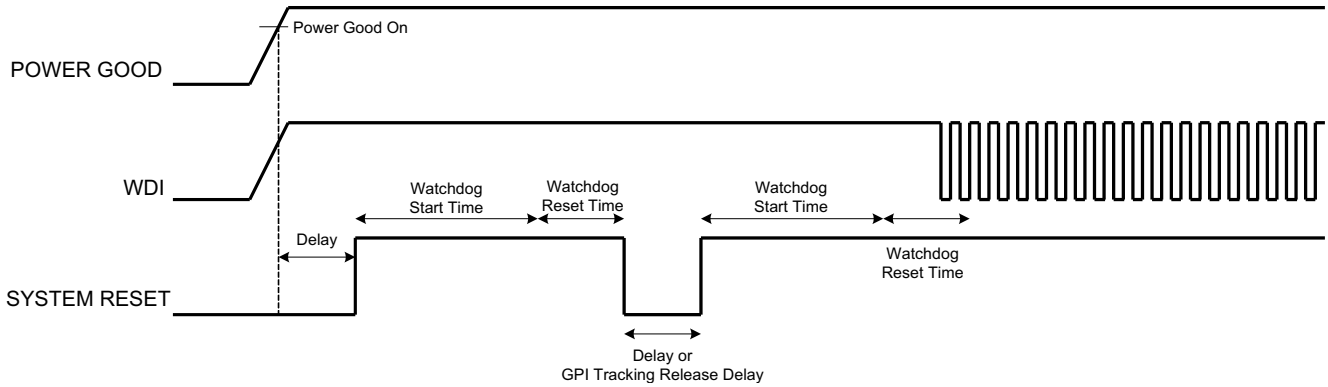 Power Good On
POWER GOOD
WDI
Watchdog
Start Time
Watchdog
Reset Time
Watchdog
Start Time
Delay
Watchdog
Reset Time
SYSTEM RESET
Delay or
GPI Tracking Release Delay